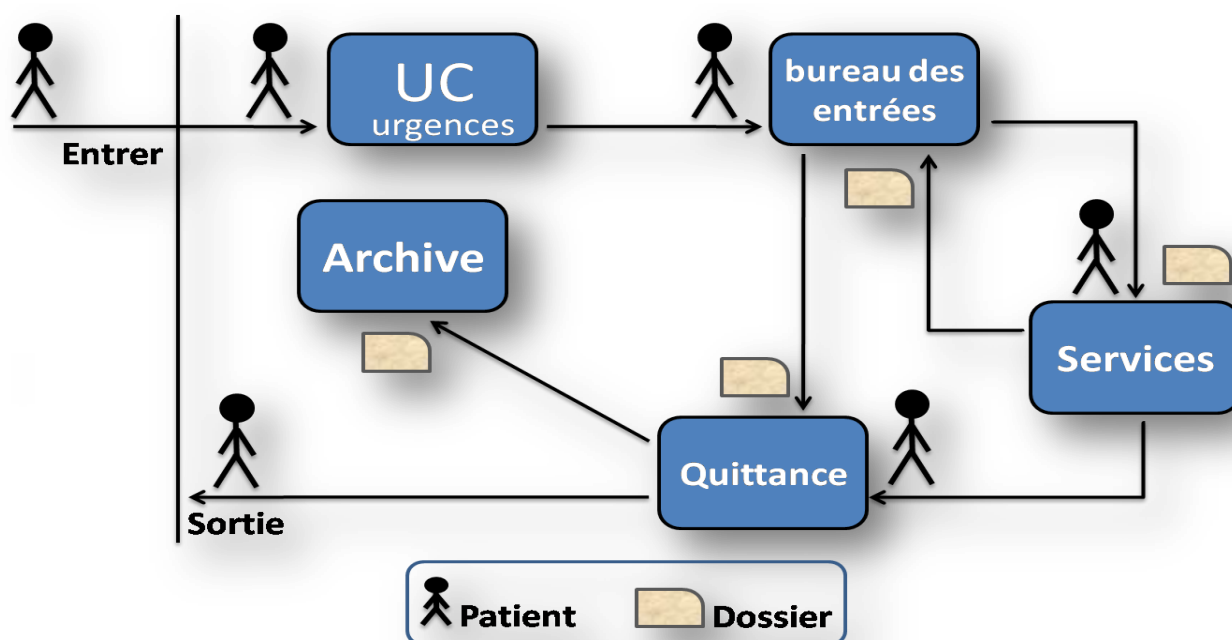 UC
urgences
bureau des
entrées
Entrer
Archive
Services
Quittance
Sortie
Patient
Dossier